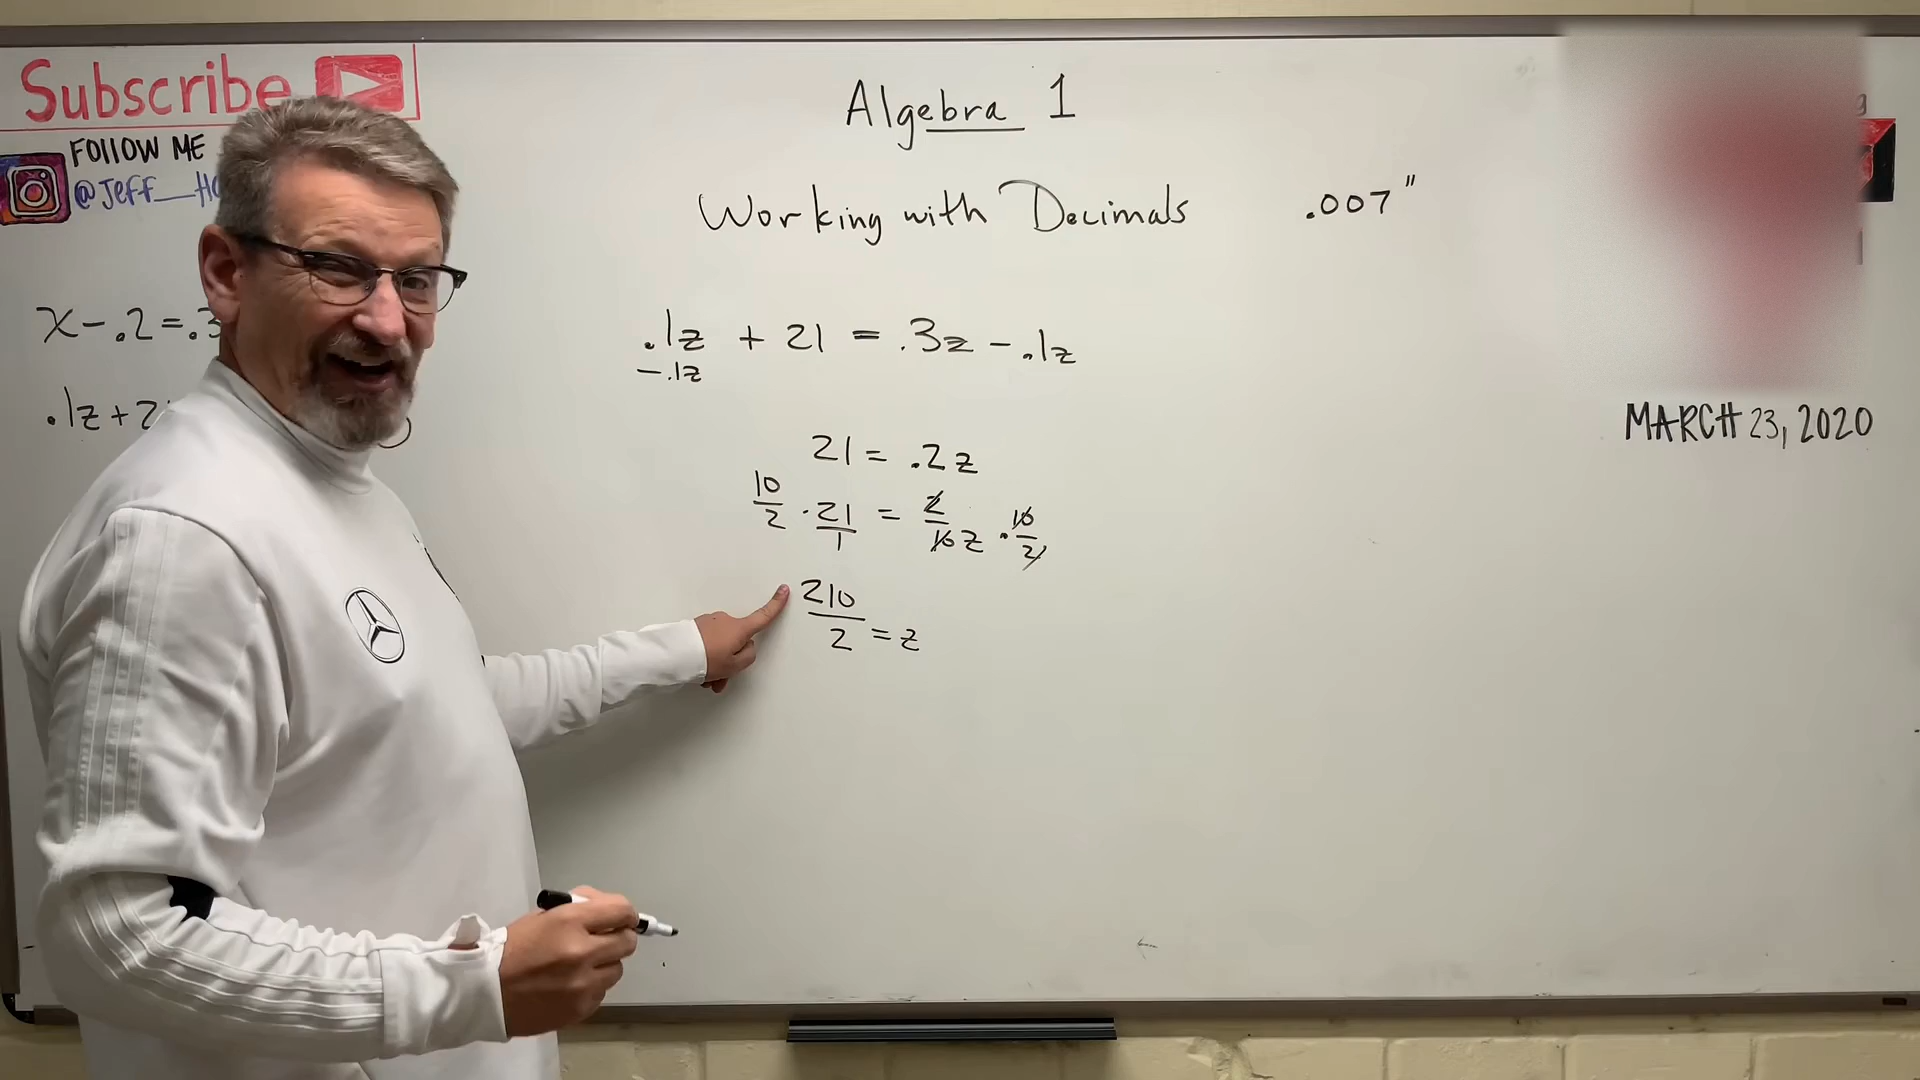 Subscribe
FOLLOW ME
@Jeff__H
Algebra 1
Working with Decimals
.007"
x-.2=.3
.1z+2
.1z + 21 = .3z - .1z
-.1z
21 = .2z
10/2 · 21/1 = 2/10 z · 10/2
210/2 = z
MARCH 23, 2020